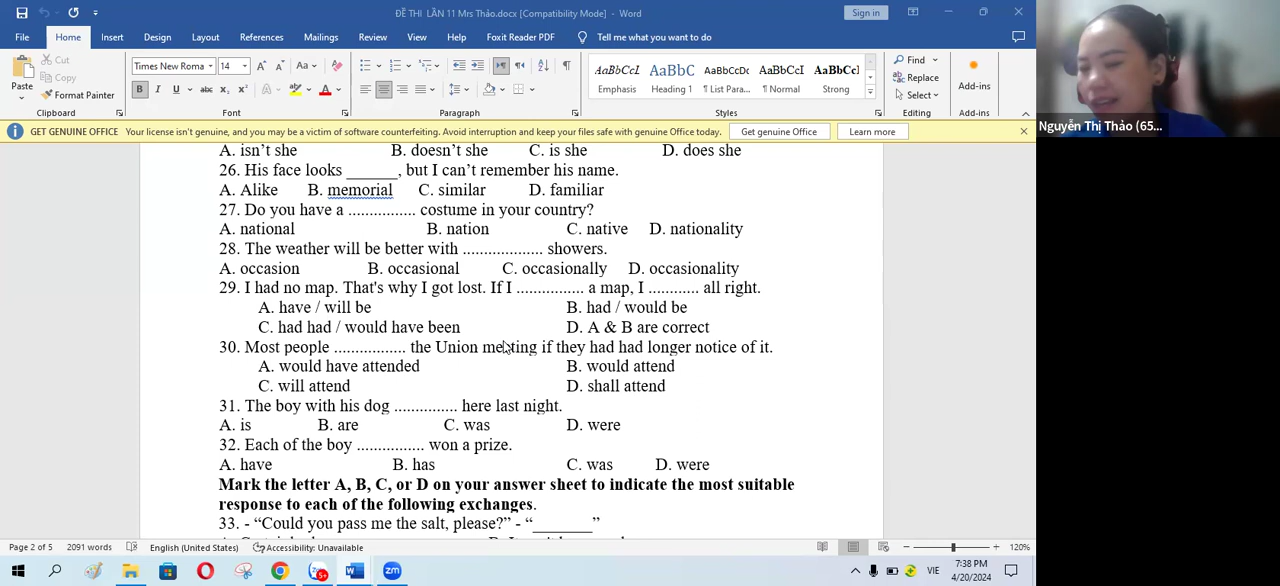 ĐỀ THI LẦN 11 Mrs Thảo.docx [Compatibility Mode] - Word
Sign in
File Home Insert Design Layout References Mailings Review View Help Foxit Reader PDF Tell me what you want to do
Paste
Cut
Copy
Format Painter
Times New Roma 14
B I U abc x₂ x²
AaBbCcI AaBbC AaBbCcDd AaBbCcI AaBbCcI
Emphasis Heading 1 ¶ List Para... ¶ Normal Strong
Find
Replace
Select
Add-ins
Clipboard Font Paragraph Styles Editing Add-ins
GET GENUINE OFFICE Your license isn't genuine, and you may be a victim of software counterfeiting. Avoid interruption and keep your files safe with genuine Office today. Get genuine Office Learn more
Nguyễn Thị Thảo (65...
A. isn't she B. doesn't she C. is she D. does she
26. His face looks ______, but I can't remember his name.
A. Alike B. memorial C. similar D. familiar
27. Do you have a ................ costume in your country?
A. national B. nation C. native D. nationality
28. The weather will be better with ................... showers.
A. occasion B. occasional C. occasionally D. occasionality
29. I had no map. That's why I got lost. If I ................ a map, I ............ all right.
A. have / will be B. had / would be
C. had had / would have been D. A & B are correct
30. Most people ................. the Union meeting if they had had longer notice of it.
A. would have attended B. would attend
C. will attend D. shall attend
31. The boy with his dog ............... here last night.
A. is B. are C. was D. were
32. Each of the boy ................ won a prize.
A. have B. has C. was D. were
Mark the letter A, B, C, or D on your answer sheet to indicate the most suitable
response to each of the following exchanges.
33. - “Could you pass me the salt, please?” - “_______”
Page 2 of 5 2091 words English (United States) Accessibility: Unavailable 120%
VIE
7:38 PM
4/20/2024